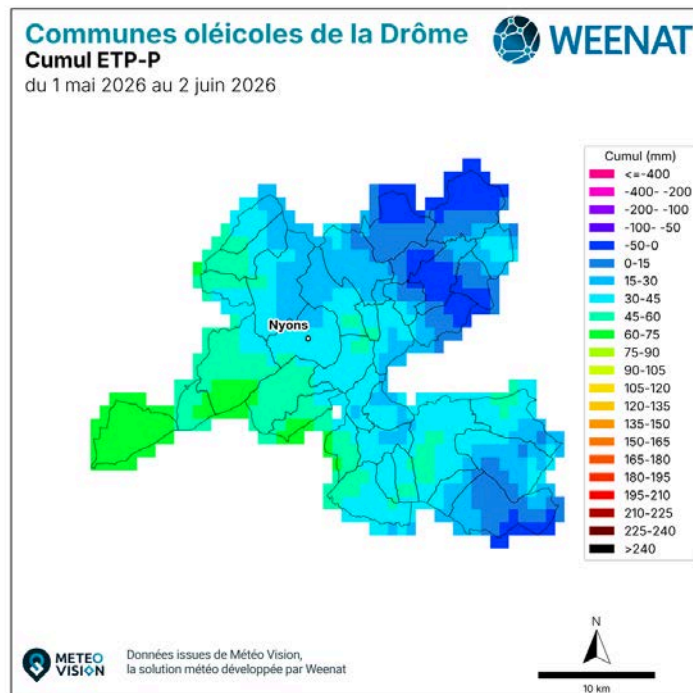 Communes oléicoles de la Drôme
Cumul ETP-P
du 1 mai 2026 au 2 juin 2026
WEENAT
Cumul (mm)
<=-400
-400- -200
-200- -100
-100- -50
-50-0
0-15
15-30
30-45
45-60
60-75
75-90
90-105
105-120
120-135
135-150
150-165
165-180
180-195
195-210
210-225
225-240
>240
Nyons
METEO
VISION
Données issues de Météo Vision,
la solution météo développée par Weenat
N
10 km